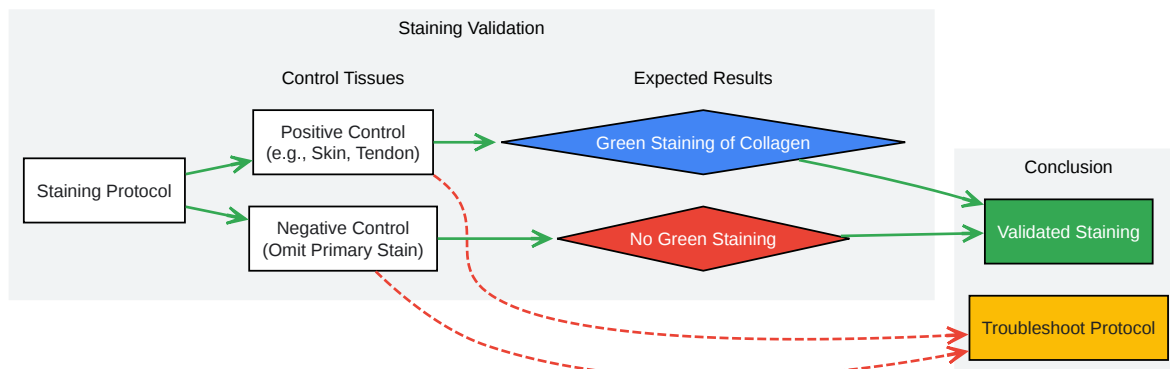 Staining Validation
Control Tissues
Expected Results
Staining Protocol
Positive Control
(e.g., Skin, Tendon)
Green Staining of Collagen
Negative Control
(Omit Primary Stain)
No Green Staining
Conclusion
Validated Staining
Troubleshoot Protocol